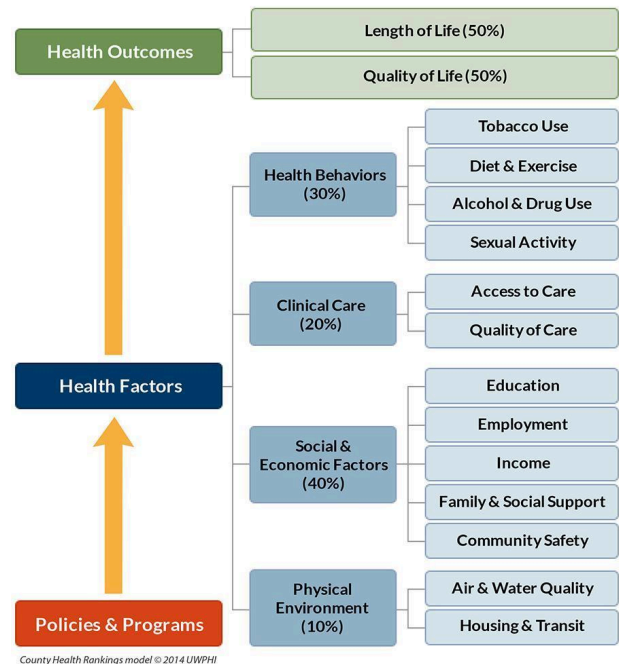 Health Outcomes
Length of Life (50%)
Quality of Life (50%)
Health Factors
Health Behaviors
(30%)
Tobacco Use
Diet & Exercise
Alcohol & Drug Use
Sexual Activity
Clinical Care
(20%)
Access to Care
Quality of Care
Social &
Economic Factors
(40%)
Education
Employment
Income
Family & Social Support
Community Safety
Physical
Environment
(10%)
Air & Water Quality
Housing & Transit
Policies & Programs
County Health Rankings model © 2014 UWPHI